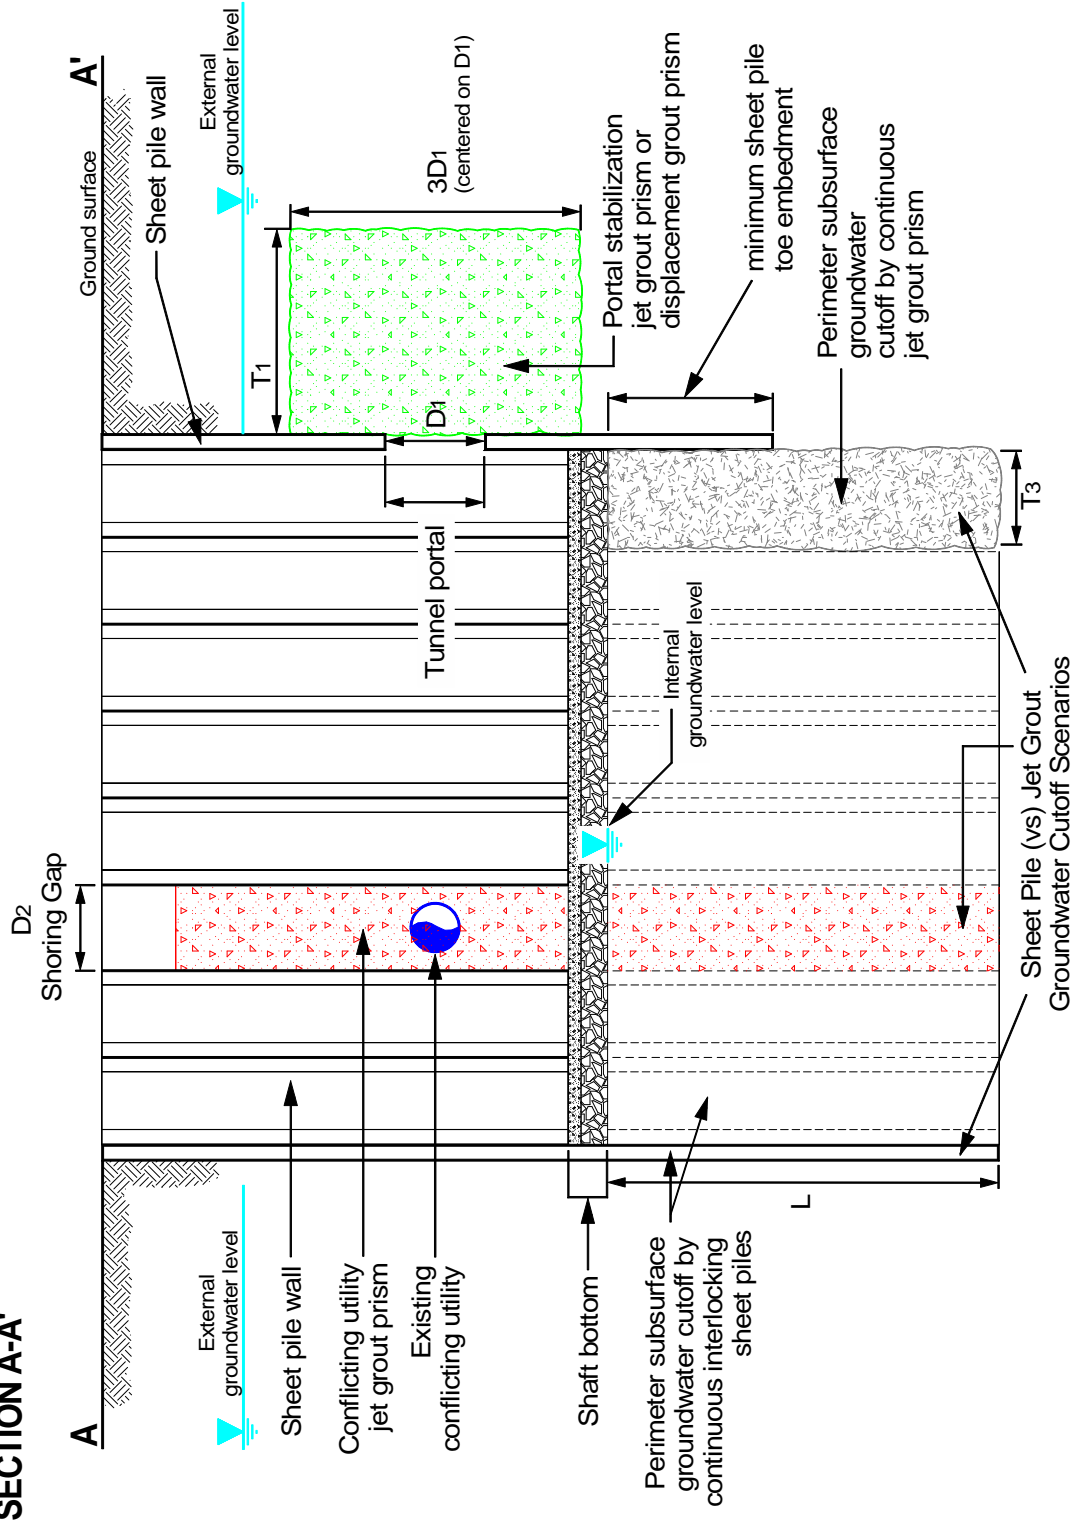 SECTION A-A'
A
A'
Ground surface
External
groundwater level
External
groundwater level
D2
Shoring Gap
Sheet pile wall
Sheet pile wall
Conflicting utility
jet grout prism
Existing
conflicting utility
Shaft bottom
Perimeter subsurface
groundwater cutoff by
continuous interlocking
sheet piles
L
Tunnel portal
D1
T1
3D1
(centered on D1)
Portal stabilization
jet grout prism or
displacement grout prism
minimum sheet pile
toe embedment
Perimeter subsurface
groundwater
cutoff by continuous
jet grout prism
Internal
groundwater level
T3
Sheet Pile (vs) Jet Grout
Groundwater Cutoff Scenarios